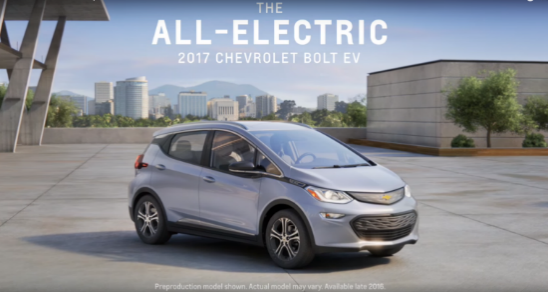 THE
ALL-ELECTRIC
2017 CHEVROLET BOLT EV
Preproduction model shown. Actual model may vary. Available late 2016.